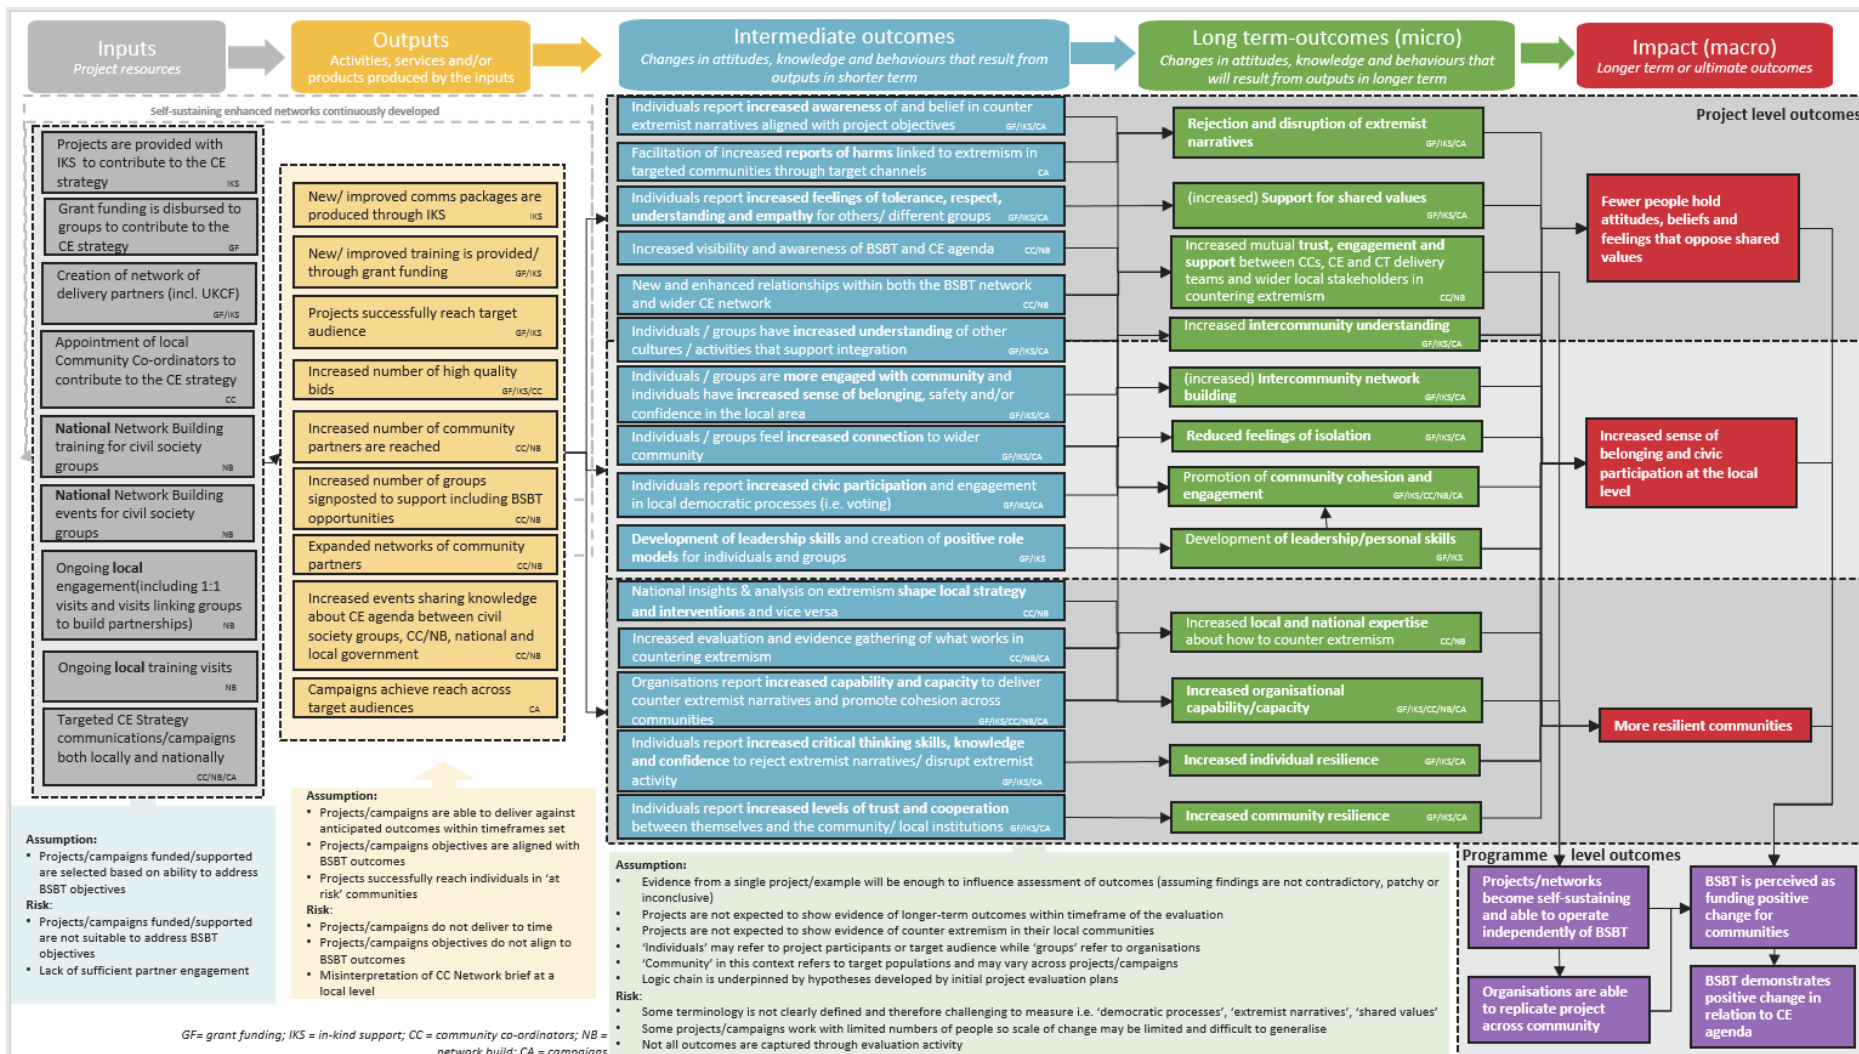 Inputs
Project resources
Outputs
Activities, services and/or
products produced by the inputs
Intermediate outcomes
Changes in attitudes, knowledge and behaviours that result from
outputs in shorter term
Long term-outcomes (micro)
Changes in attitudes, knowledge and behaviours that
will result from outputs in longer term
Impact (macro)
Longer term or ultimate outcomes
Self-sustaining enhanced networks continuously developed
Projects are provided with
IKS to contribute to the CE
strategy
IKS
Grant funding is disbursed to
groups to contribute to the
CE strategy
GF
Creation of network of
delivery partners (incl. UKCF)
GF/IKS
Appointment of local
Community Co-ordinators to
contribute to the CE strategy
CC
National Network Building
training for civil society
groups
NB
National Network Building
events for civil society
groups
NB
Ongoing local
engagement(including 1:1
visits and visits linking groups
to build partnerships)
NB
Ongoing local training visits
NB
Targeted CE Strategy
communications/campaigns
both locally and nationally
CC/NB/CA
New/ improved comms packages are
produced through IKS
IKS
New/ improved training is provided/
through grant funding
GF/IKS
Projects successfully reach target
audience
GF/IKS
Increased number of high quality
bids
GF/IKS/CC
Increased number of community
partners are reached
CC/NB
Increased number of groups
signposted to support including BSBT
opportunities
CC/NB
Expanded networks of community
partners
CC/NB
Increased events sharing knowledge
about CE agenda between civil
society groups, CC/NB, national and
local government
CC/NB
Campaigns achieve reach across
target audiences
CA
Individuals report increased awareness of and belief in counter
extremist narratives aligned with project objectives
GF/IKS/CA
Facilitation of increased reports of harms linked to extremism in
targeted communities through target channels
CA
Individuals report increased feelings of tolerance, respect,
understanding and empathy for others/ different groups
GF/IKS/CA
Increased visibility and awareness of BSBT and CE agenda
CC/NB
New and enhanced relationships within both the BSBT network
and wider CE network
CC/NB
Individuals / groups have increased understanding of other
cultures / activities that support integration
GF/IKS/CA
Individuals / groups are more engaged with community and
individuals have increased sense of belonging, safety and/or
confidence in the local area
GF/IKS/CA
Individuals / groups feel increased connection to wider
community
GF/IKS/CA
Individuals report increased civic participation and engagement
in local democratic processes (i.e. voting)
GF/IKS/CA
Development of leadership skills and creation of positive role
models for individuals and groups
GF/IKS
National insights & analysis on extremism shape local strategy
and interventions and vice versa
CC/NB
Increased evaluation and evidence gathering of what works in
countering extremism
CC/NB/CA
Organisations report increased capability and capacity to deliver
counter extremist narratives and promote cohesion across
communities
GF/IKS/CC/NB/CA
Individuals report increased critical thinking skills, knowledge
and confidence to reject extremist narratives/ disrupt extremist
activity
GF/IKS/CA
Individuals report increased levels of trust and cooperation
between themselves and the community/ local institutions
GF/IKS/CA
Rejection and disruption of extremist
narratives
GF/IKS/CA
(increased) Support for shared values
GF/IKS/CA
Increased mutual trust, engagement and
support between CCs, CE and CT delivery
teams and wider local stakeholders in
countering extremism
CC/NB
Increased intercommunity understanding
GF/IKS/CA
(increased) Intercommunity network
building
GF/IKS/CA
Reduced feelings of isolation
GF/IKS/CA
Promotion of community cohesion and
engagement
GF/IKS/CC/NB/CA
Development of leadership/personal skills
GF/IKS
Increased local and national expertise
about how to counter extremism
CC/NB
Increased organisational
capability/capacity
GF/IKS/CC/NB/CA
Increased individual resilience
GF/IKS/CA
Increased community resilience
GF/IKS/CA
Project level outcomes
Fewer people hold
attitudes, beliefs and
feelings that oppose shared
values
Increased sense of
belonging and civic
participation at the local
level
More resilient communities
Programme level outcomes
Projects/networks
become self-sustaining
and able to operate
independently of BSBT
Organisations are able
to replicate project
across community
BSBT is perceived as
funding positive
change for
communities
BSBT demonstrates
positive change in
relation to CE
agenda
Assumption:
• Projects/campaigns funded/supported
are selected based on ability to address
BSBT objectives
Risk:
• Projects/campaigns funded/supported
are not suitable to address BSBT
objectives
• Lack of sufficient partner engagement
Assumption:
• Projects/campaigns are able to deliver against
anticipated outcomes within timeframes set
• Projects/campaigns objectives are aligned with
BSBT outcomes
• Projects successfully reach individuals in ‘at
risk’ communities
Risk:
• Projects/campaigns do not deliver to time
• Projects/campaigns objectives do not align to
BSBT outcomes
• Misinterpretation of CC Network brief at a
local level
Assumption:
• Evidence from a single project/example will be enough to influence assessment of outcomes (assuming findings are not contradictory, patchy or
inconclusive)
• Projects are not expected to show evidence of longer-term outcomes within timeframe of the evaluation
• Projects are not expected to show evidence of counter extremism in their local communities
• ‘Individuals’ may refer to project participants or target audience while ‘groups’ refer to organisations
• ‘Community’ in this context refers to target populations and may vary across projects/campaigns
• Logic chain is underpinned by hypotheses developed by initial project evaluation plans
Risk:
• Some terminology is not clearly defined and therefore challenging to measure i.e. ‘democratic processes’, ‘extremist narratives’, ‘shared values’
• Some projects/campaigns work with limited numbers of people so scale of change may be limited and difficult to generalise
• Not all outcomes are captured through evaluation activity
GF= grant funding; IKS = in-kind support; CC = community co-ordinators; NB =
network build; CA = campaigns